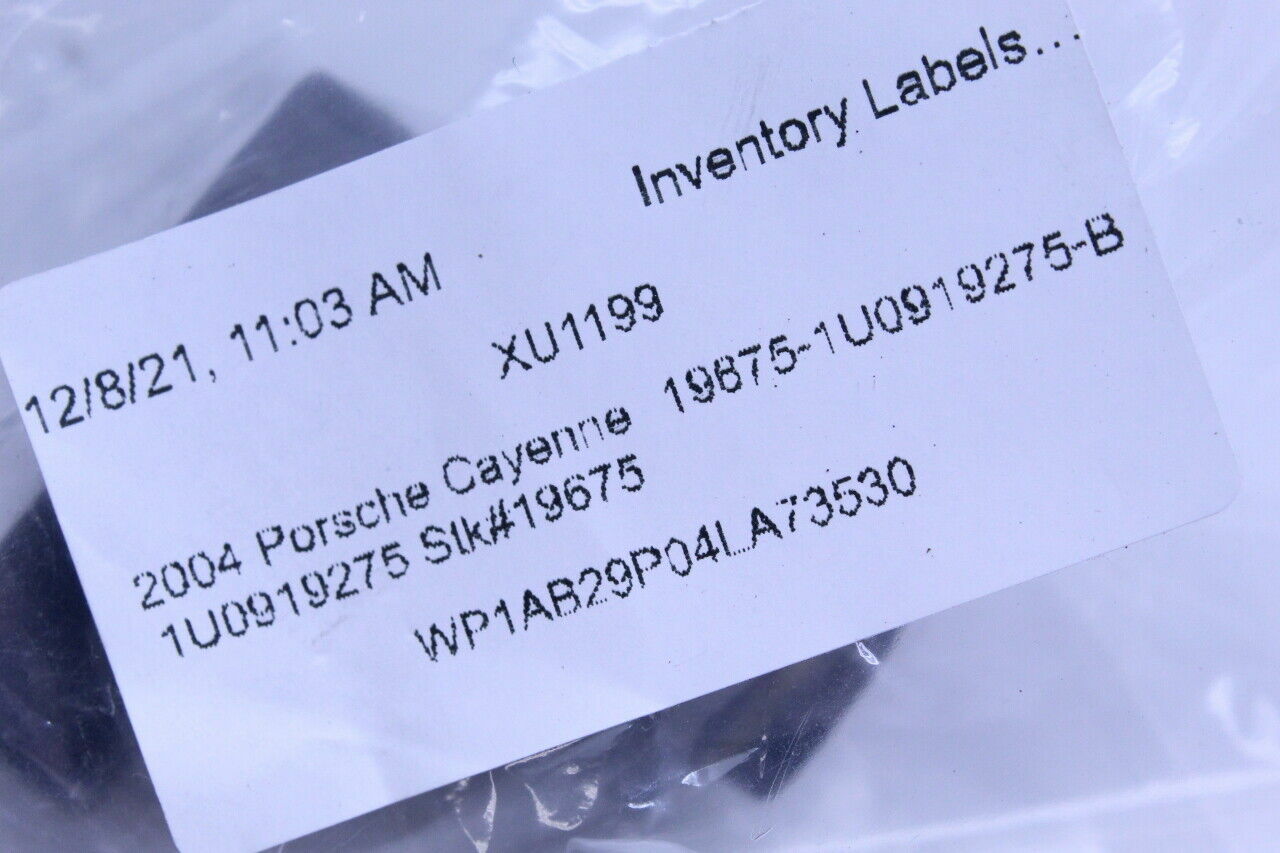 12/8/21, 11:03 AM
Inventory Labels...
XU1199
2004 Porsche Cayenne 19675-1U0919275-B
1U0919275 Stk#19675
WP1AB29P04LA73530